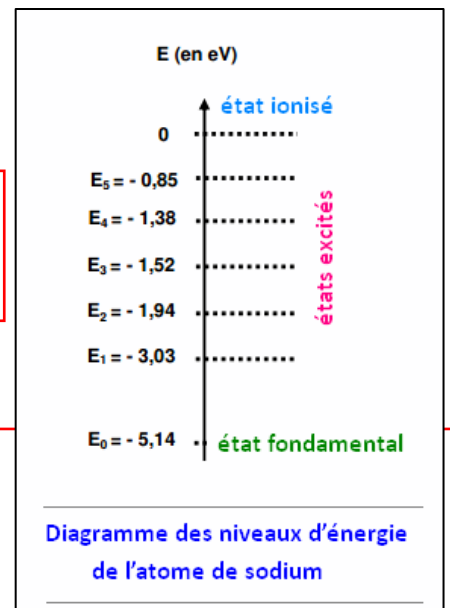 E (en eV)
état ionisé
0
E₅ = - 0,85
E₄ = - 1,38
E₃ = - 1,52
E₂ = - 1,94
E₁ = - 3,03
états excités
E₀ = - 5,14 état fondamental
Diagramme des niveaux d'énergie
de l'atome de sodium